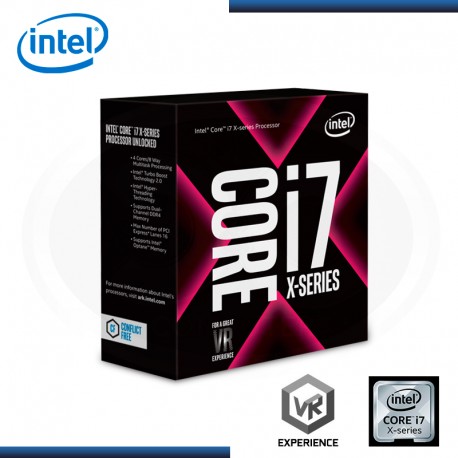 intel
INTEL® CORE™ i7 X-SERIES
PROCESSOR UNLOCKED
• 4 Cores/8 Way
Multitask Processing
• Intel® Turbo Boost
Technology 2.0
• Intel® Hyper-
Threading
Technology
• Supports Dual-
Channel DDR4
Memory
• Max Number of PCI
Express® Lanes 16
• Supports Intel®
Optane™ Memory
For more information about Intel's
processors, visit ark.intel.com
CF CONFLICT
FREE
Intel® Core™ i7 X-series Processor
intel
CORE
i7
X-SERIES
FOR A GREAT
VR
EXPERIENCE
VR
EXPERIENCE
intel
CORE i7
X-series